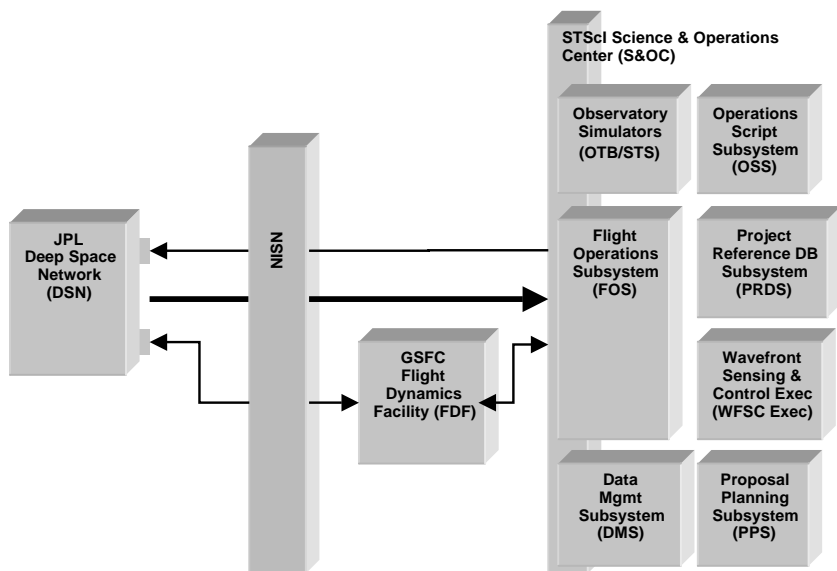 STScI Science & Operations
Center (S&OC)
Observatory
Simulators
(OTB/STS)
Operations
Script
Subsystem
(OSS)
NISN
JPL
Deep Space
Network
(DSN)
Flight
Operations
Subsystem
(FOS)
Project
Reference DB
Subsystem
(PRDS)
GSFC
Flight
Dynamics
Facility (FDF)
Wavefront
Sensing &
Control Exec
(WFSC Exec)
Data
Mgmt
Subsystem
(DMS)
Proposal
Planning
Subsystem
(PPS)